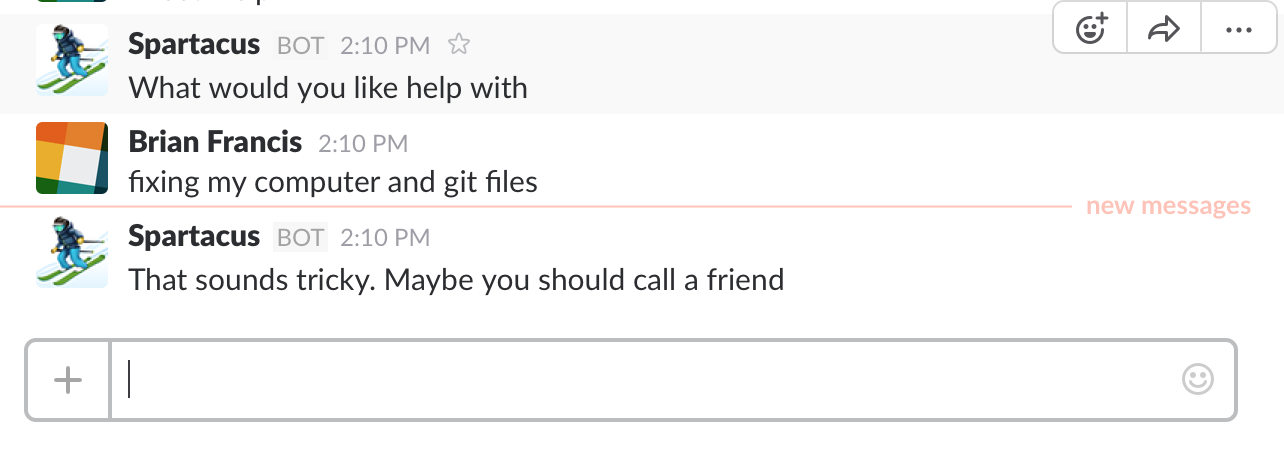 Spartacus BOT 2:10 PM
What would you like help with
Brian Francis 2:10 PM
fixing my computer and git files
new messages
Spartacus BOT 2:10 PM
That sounds tricky. Maybe you should call a friend